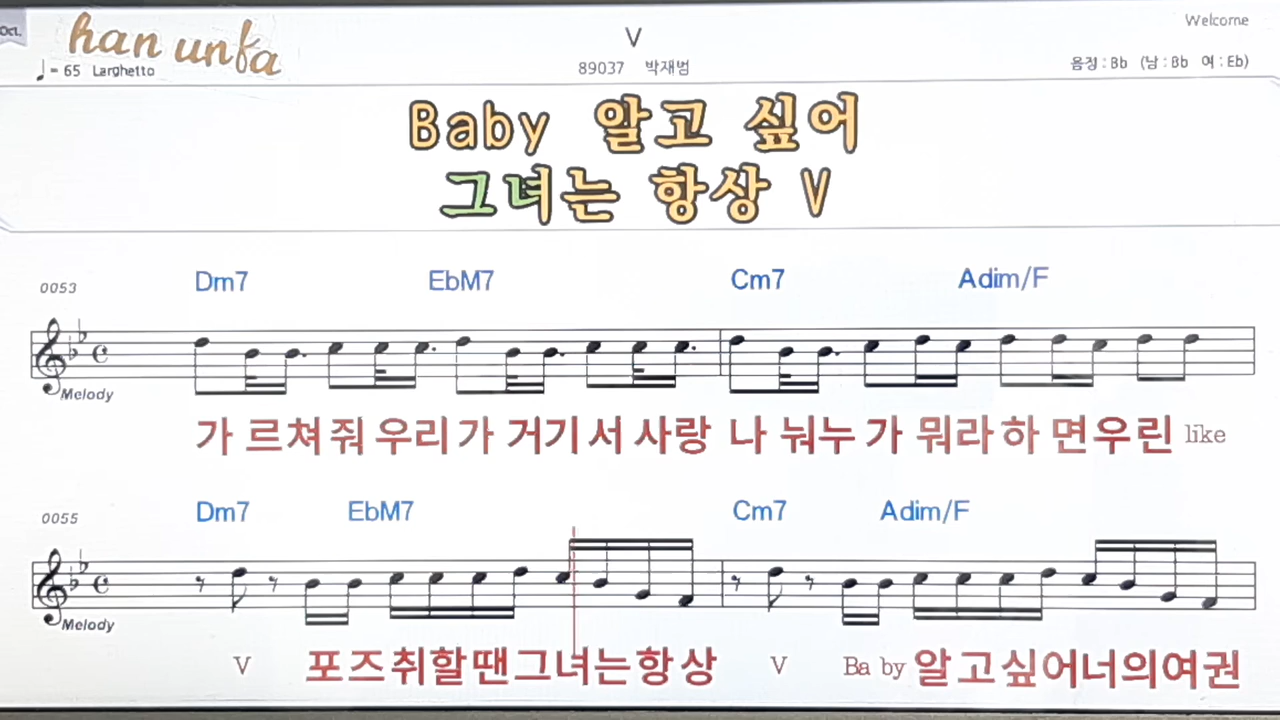 Oct.
han unfa
V
Welcome
♩= 65 Larghetto
89037 박재범
음정 : Bb (남 : Bb 여 : Eb)
Baby 알고 싶어
그녀는 항상 V
0053 Dm7 EbM7 Cm7 Adim/F
Melody
가 르쳐 줘 우리 가 거기 서 사랑 나 눠누 가 뭐라 하 면우 린 like
0055 Dm7 EbM7 Cm7 Adim/F
Melody
V 포즈취할땐그녀는항상 V Ba by 알고싶어너의여권